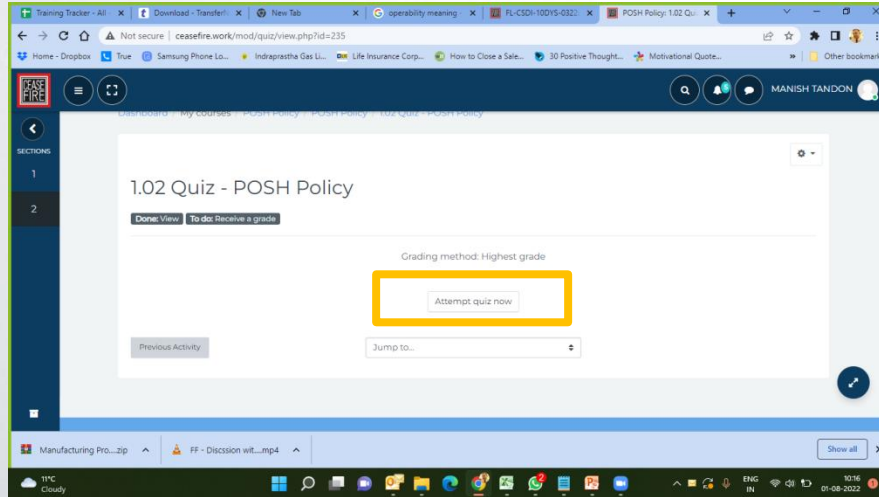 Training Tracker - All
Download - Transferfi
New Tab
operability meaning -
FL-CSDI-10DYS-0322:
POSH Policy: 1.02 Qui
Not secure | ceasefire.work/mod/quiz/view.php?id=235
Home - Dropbox
True
Samsung Phone Lo...
Indraprastha Gas Li...
Life Insurance Corp...
How to Close a Sale...
30 Positive Thought...
Motivational Quote...
Other bookmark
CEASE
FIRE
MANISH TANDON
Dashboard / My courses / POSH Policy / POSH Policy / 1.02 Quiz - POSH Policy
SECTIONS
1
2
1.02 Quiz - POSH Policy
Done: View To do: Receive a grade
Grading method: Highest grade
Attempt quiz now
Previous Activity
Jump to...
Manufacturing Pro....zip
FF - Discssion wit....mp4
Show all
11°C
Cloudy
ENG
IN
10:16
01-08-2022